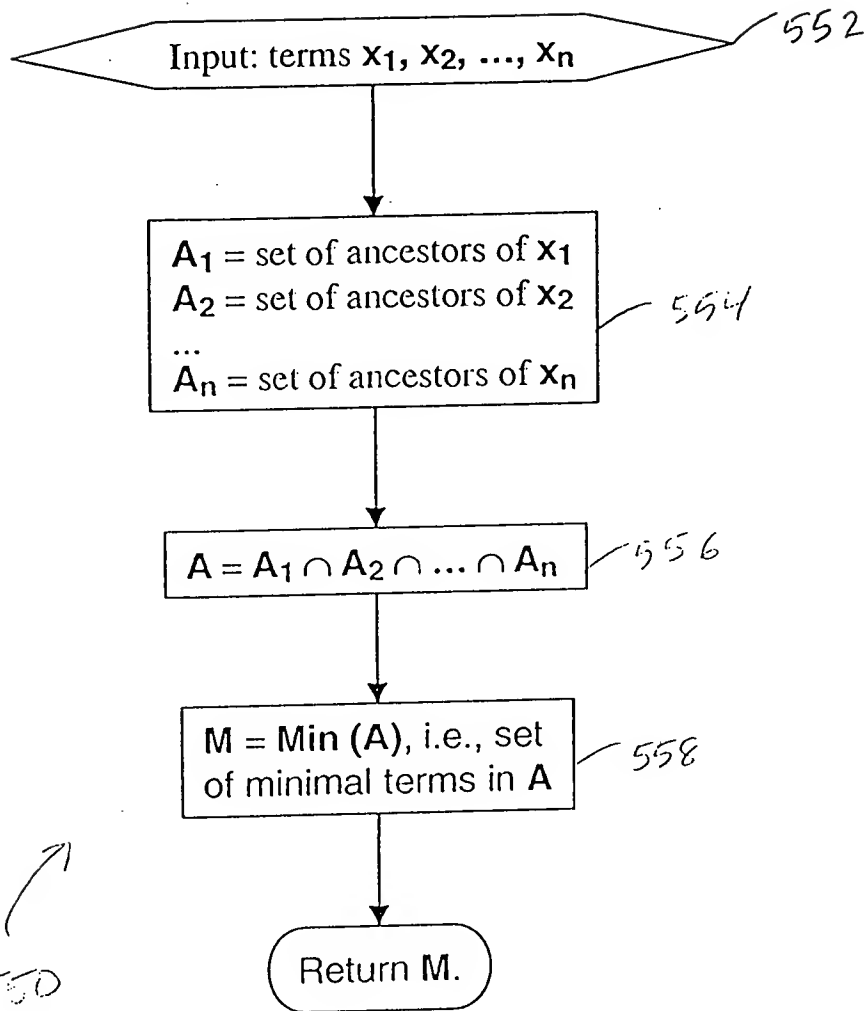 552
Input: terms x1, x2, ..., xn
A1 = set of ancestors of x1
A2 = set of ancestors of x2
...
An = set of ancestors of xn
554
A = A1 ∩ A2 ∩ ... ∩ An
556
M = Min (A), i.e., set
of minimal terms in A
558
550
Return M.